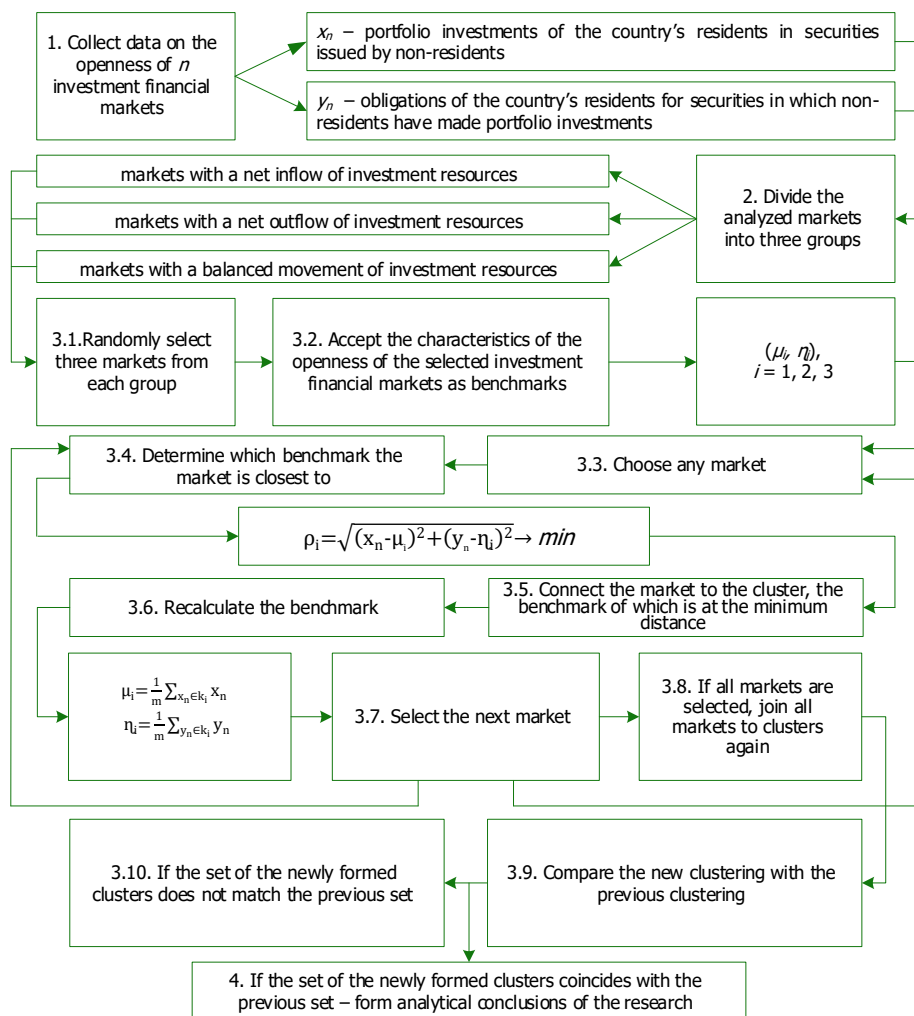 1. Collect data on the
openness of n
investment financial
markets
xn – portfolio investments of the country's residents in securities
issued by non-residents
yn – obligations of the country's residents for securities in which non-
residents have made portfolio investments
markets with a net inflow of investment resources
markets with a net outflow of investment resources
markets with a balanced movement of investment resources
2. Divide the
analyzed markets
into three groups
3.1.Randomly select
three markets from
each group
3.2. Accept the characteristics of the
openness of the selected investment
financial markets as benchmarks
(μi, ηi),
i = 1, 2, 3
3.4. Determine which benchmark the
market is closest to
3.3. Choose any market
ρi=√(xn-μi)²+(yn-ηi)²→ min
3.6. Recalculate the benchmark
3.5. Connect the market to the cluster, the
benchmark of which is at the minimum
distance
μi=1/m ∑xn∈ki xn
ηi=1/m ∑yn∈ki yn
3.7. Select the next market
3.8. If all markets are
selected, join all
markets to clusters
again
3.10. If the set of the newly formed
clusters does not match the previous set
3.9. Compare the new clustering with the
previous clustering
4. If the set of the newly formed clusters coincides with the
previous set – form analytical conclusions of the research